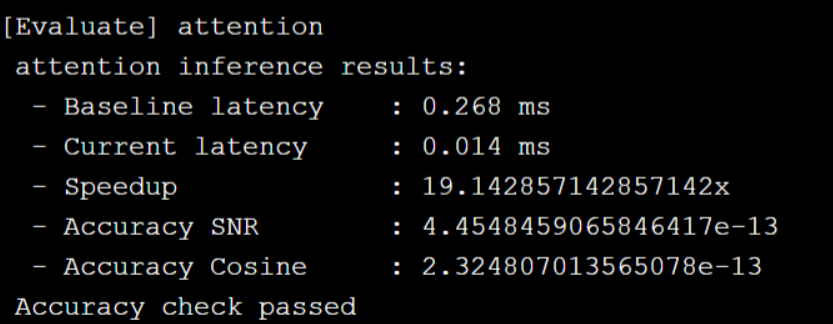 [Evaluate] attention
attention inference results:
- Baseline latency : 0.268 ms
- Current latency : 0.014 ms
- Speedup : 19.142857142857142x
- Accuracy SNR : 4.4548459065846417e-13
- Accuracy Cosine : 2.324807013565078e-13
Accuracy check passed